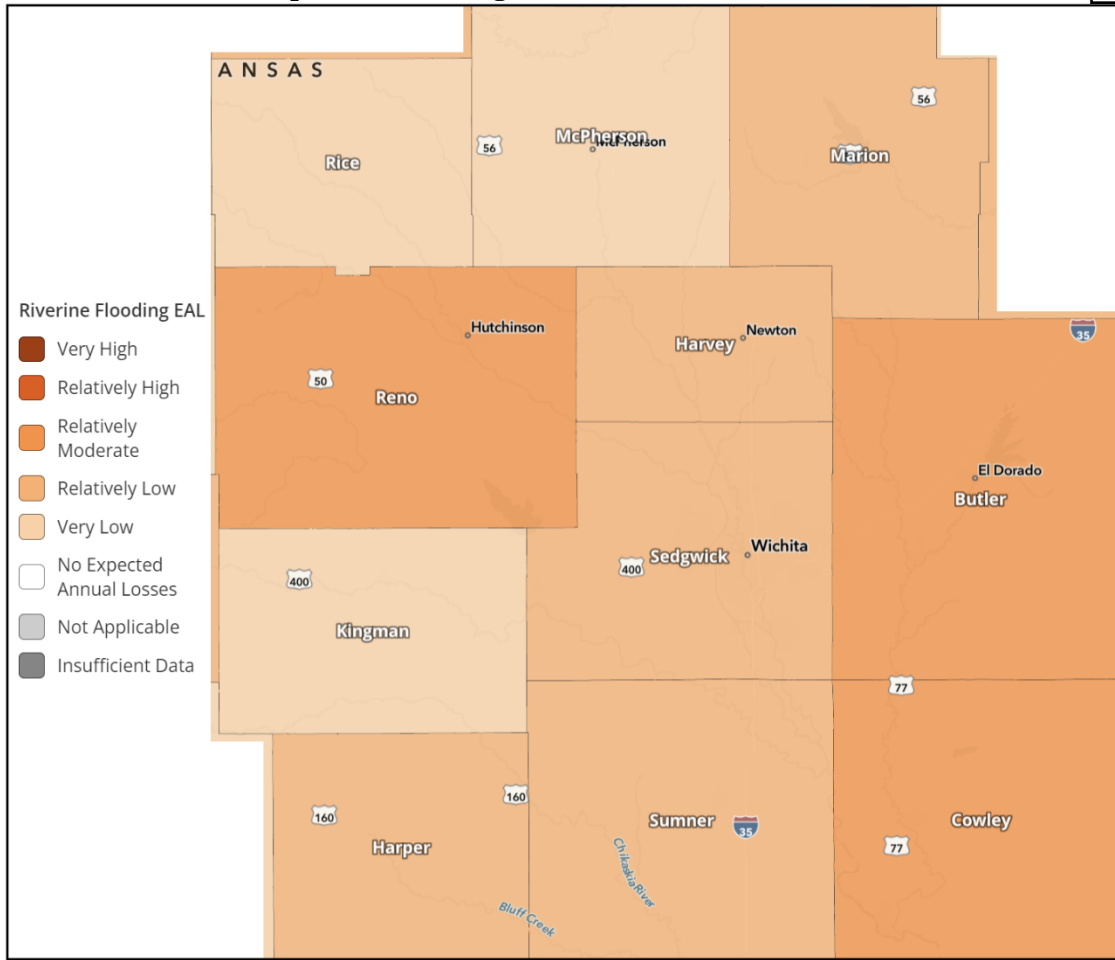 A N S A S
56
56
McPherson
McPherson
Rice
Marion
Riverine Flooding EAL
Very High
Relatively High
Relatively
Moderate
Relatively Low
Very Low
No Expected
Annual Losses
Not Applicable
Insufficient Data
Hutchinson
Newton
Harvey
35
50
Reno
El Dorado
Butler
Wichita
Sedgwick
400
400
Kingman
77
160
160
Sumner
35
Cowley
77
Harper
Chikaskia River
Bluff Creek